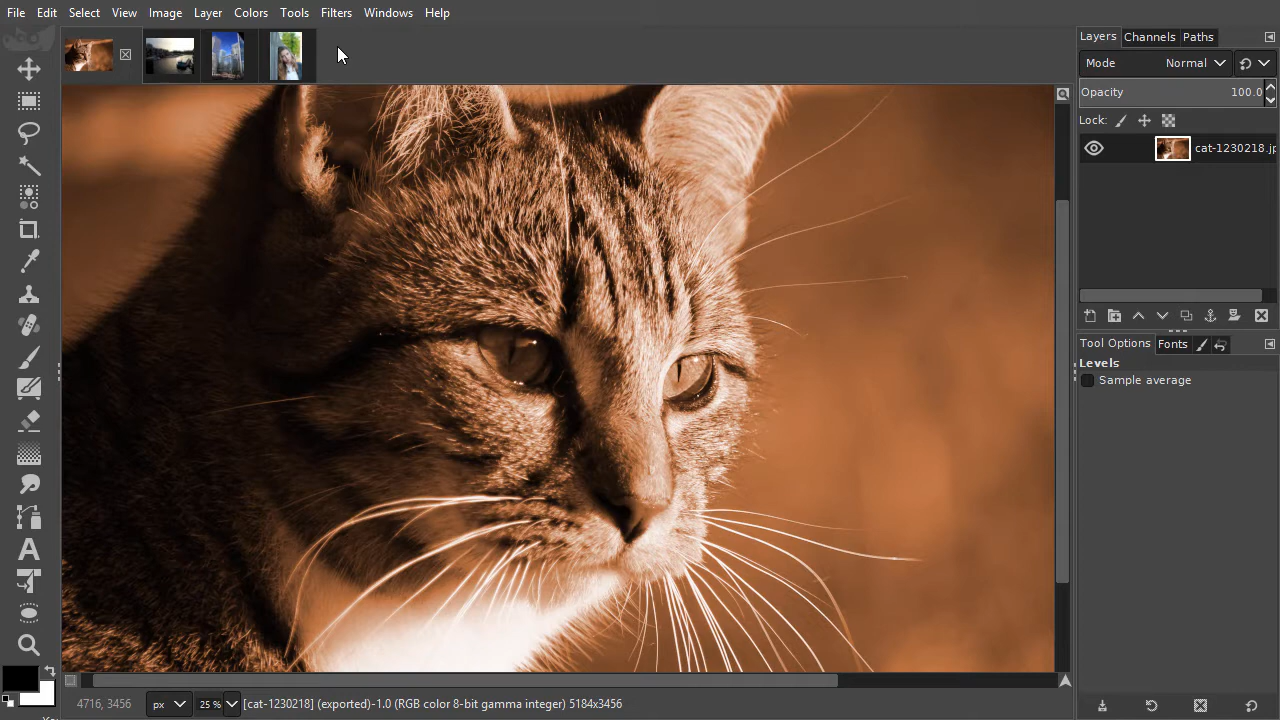 File Edit Select View Image Layer Colors Tools Filters Windows Help
Layers Channels Paths
Mode Normal
Opacity 100.0
Lock:
cat-1230218.jp
Tool Options Fonts
Levels
Sample average
A
4716, 3456 px 25 % [cat-1230218] (exported)-1.0 (RGB color 8-bit gamma integer) 5184x3456